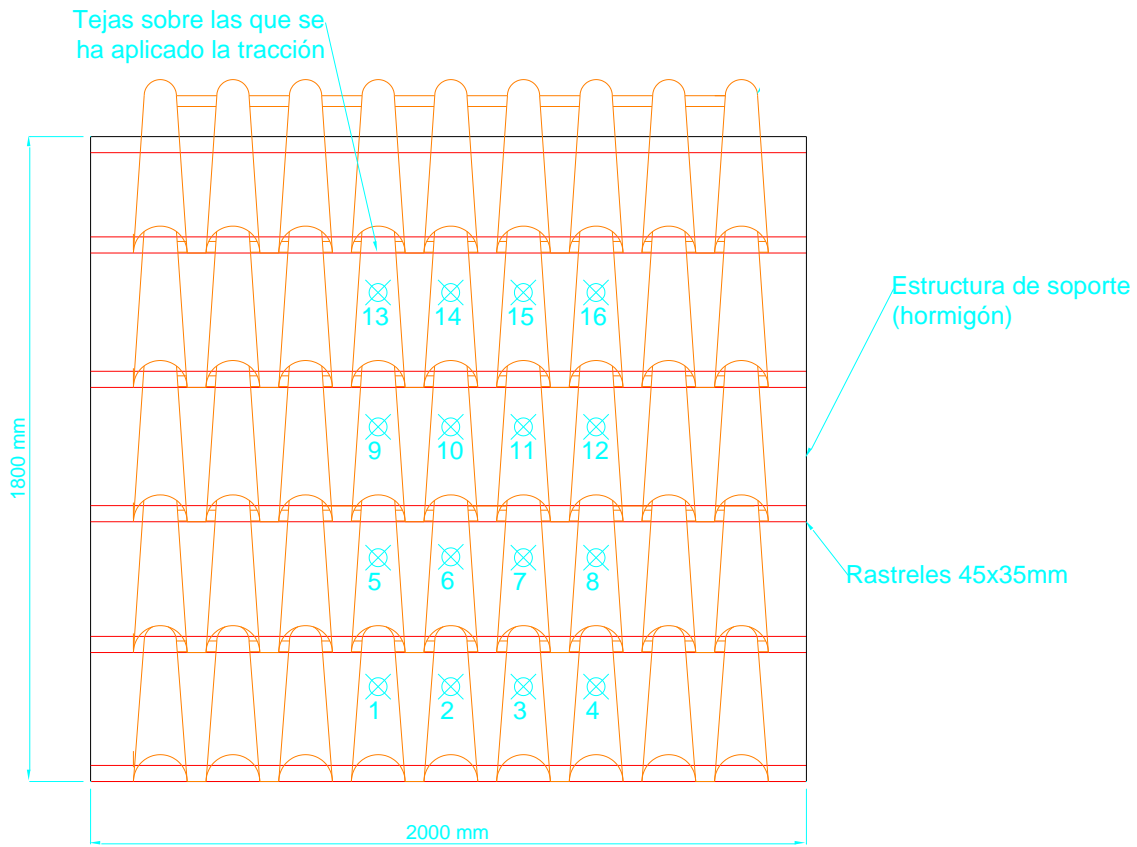 Tejas sobre las que se
ha aplicado la tracción
Estructura de soporte
(hormigón)
13 14 15 16
9 10 11 12
1800 mm
Rastreles 45x35mm
5 6 7 8
1 2 3 4
2000 mm